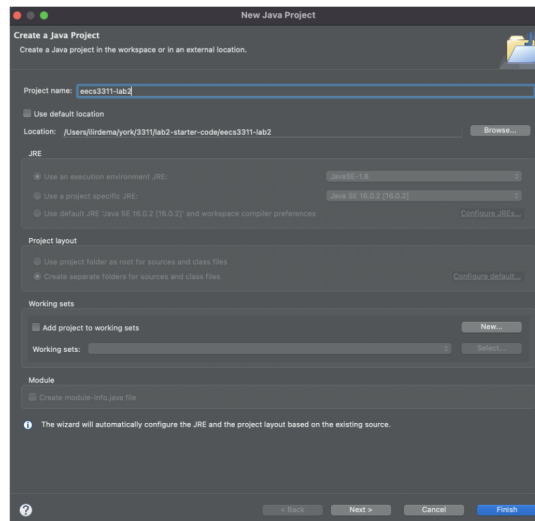 New Java Project
Create a Java Project
Create a Java project in the workspace or in an external location.
Project name: eecs3311-lab2
Use default location
Location: /Users/ilirdema/york/3311/lab2-starter-code/eecs3311-lab2 Browse...
JRE
Use an execution environment JRE: JavaSE-1.8
Use a project specific JRE: Java SE 16.0.2 [16.0.2]
Use default JRE 'Java SE 16.0.2 [16.0.2]' and workspace compiler preferences Configure JREs...
Project layout
Use project folder as root for sources and class files
Create separate folders for sources and class files Configure default...
Working sets
Add project to working sets New...
Working sets: Select...
Module
Create module-info.java file
The wizard will automatically configure the JRE and the project layout based on the existing source.
? < Back Next > Cancel Finish